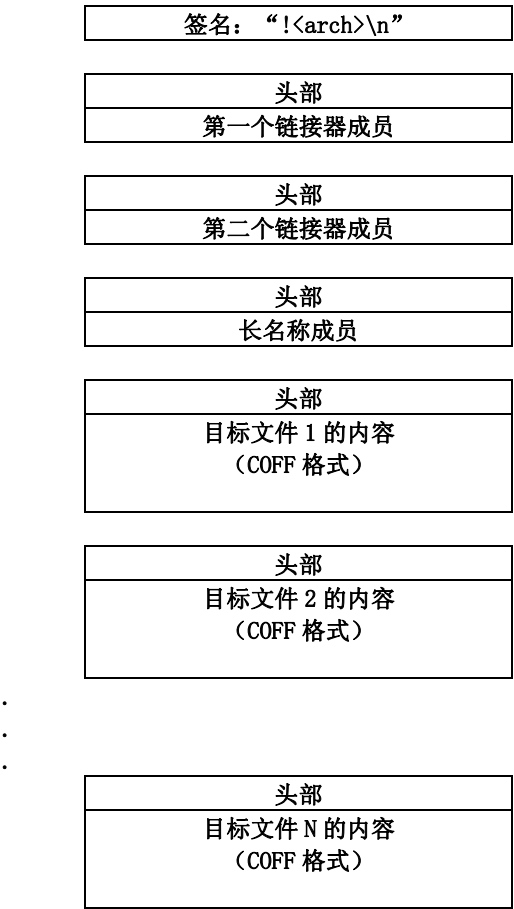 签名：“!<arch>\n”
头部
第一个链接器成员
头部
第二个链接器成员
头部
长名称成员
头部
目标文件 1 的内容
（COFF 格式）
头部
目标文件 2 的内容
（COFF 格式）
.
.
.
头部
目标文件 N 的内容
（COFF 格式）